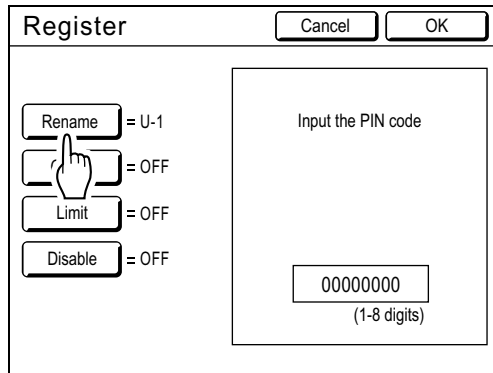 Register
Cancel
OK
Rename = U-1
Input the PIN code
= OFF
Limit = OFF
Disable = OFF
00000000
(1-8 digits)